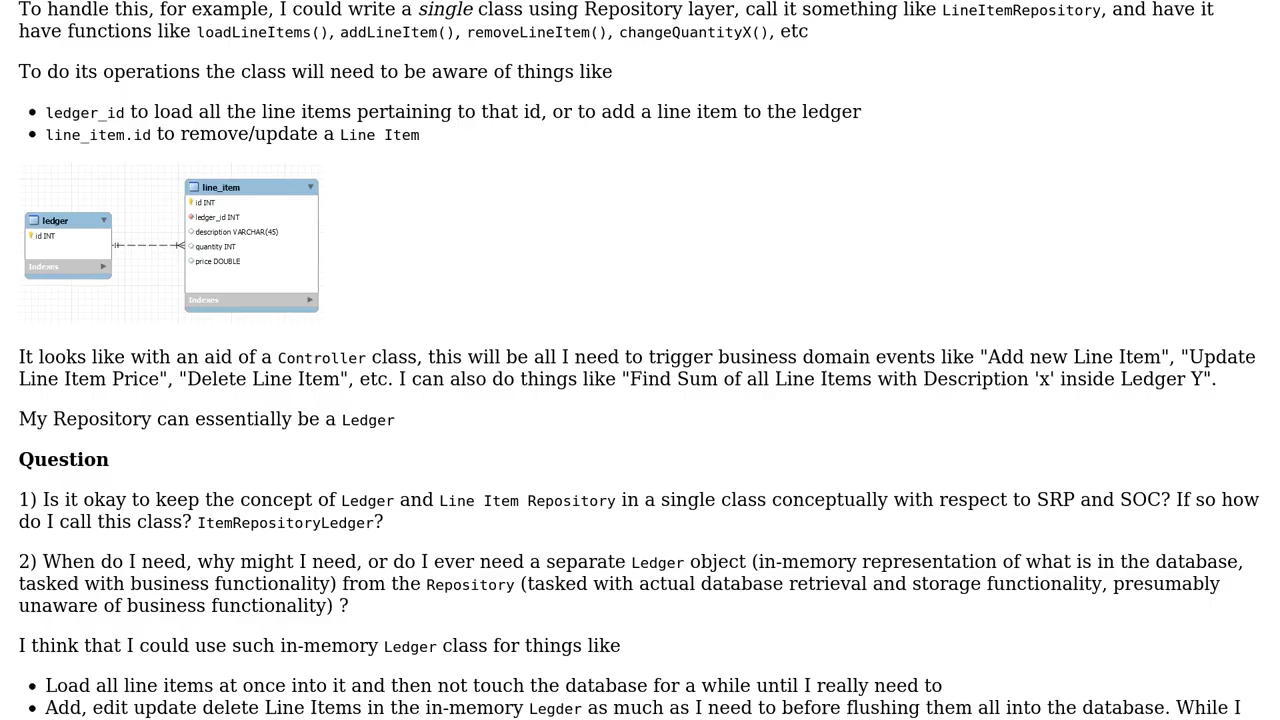 To handle this, for example, I could write a single class using Repository layer, call it something like LineItemRepository, and have it
have functions like loadLineItems(), addLineItem(), removeLineItem(), changeQuantityX(), etc
To do its operations the class will need to be aware of things like
• ledger_id to load all the line items pertaining to that id, or to add a line item to the ledger
• line_item.id to remove/update a Line Item
ledger
id INT
Indexes
line_item
id INT
ledger_id INT
description VARCHAR(45)
quantity INT
price DOUBLE
Indexes
It looks like with an aid of a Controller class, this will be all I need to trigger business domain events like "Add new Line Item", "Update
Line Item Price", "Delete Line Item", etc. I can also do things like "Find Sum of all Line Items with Description 'x' inside Ledger Y".
My Repository can essentially be a Ledger
Question
1) Is it okay to keep the concept of Ledger and Line Item Repository in a single class conceptually with respect to SRP and SOC? If so how
do I call this class? ItemRepositoryLedger?
2) When do I need, why might I need, or do I ever need a separate Ledger object (in-memory representation of what is in the database,
tasked with business functionality) from the Repository (tasked with actual database retrieval and storage functionality, presumably
unaware of business functionality) ?
I think that I could use such in-memory Ledger class for things like
• Load all line items at once into it and then not touch the database for a while until I really need to
• Add, edit update delete Line Items in the in-memory Legder as much as I need to before flushing them all into the database. While I